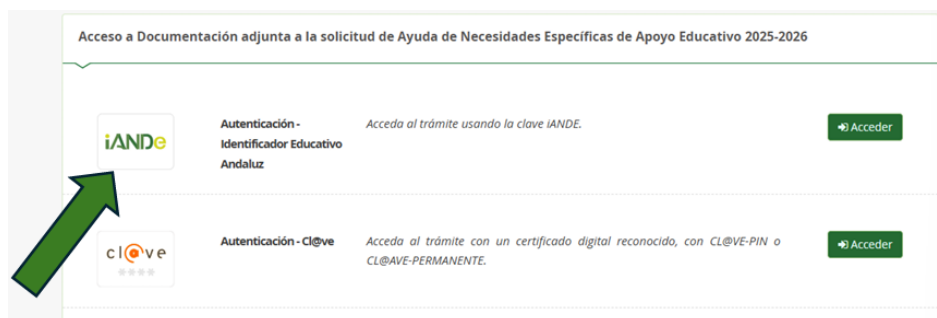 Acceso a Documentación adjunta a la solicitud de Ayuda de Necesidades Específicas de Apoyo Educativo 2025-2026
iANDe
Autenticación -
Identificador Educativo
Andaluz
Acceda al trámite usando la clave iANDE.
Acceder
cl@ve
Autenticación - Cl@ve
Acceda al trámite con un certificado digital reconocido, con CL@VE-PIN o
CL@AVE-PERMANENTE.
Acceder